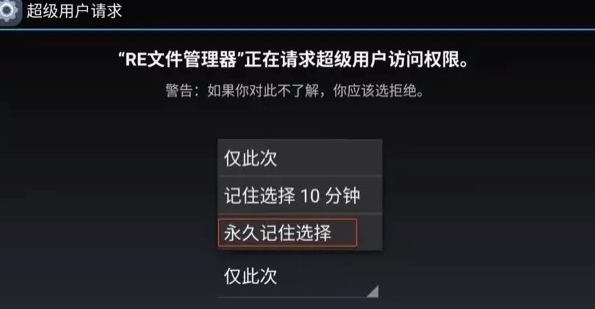 超级用户请求
“RE文件管理器”正在请求超级用户访问权限。
警告：如果你对此不了解，你应该选拒绝。
仅此次
记住选择 10 分钟
永久记住选择
仅此次